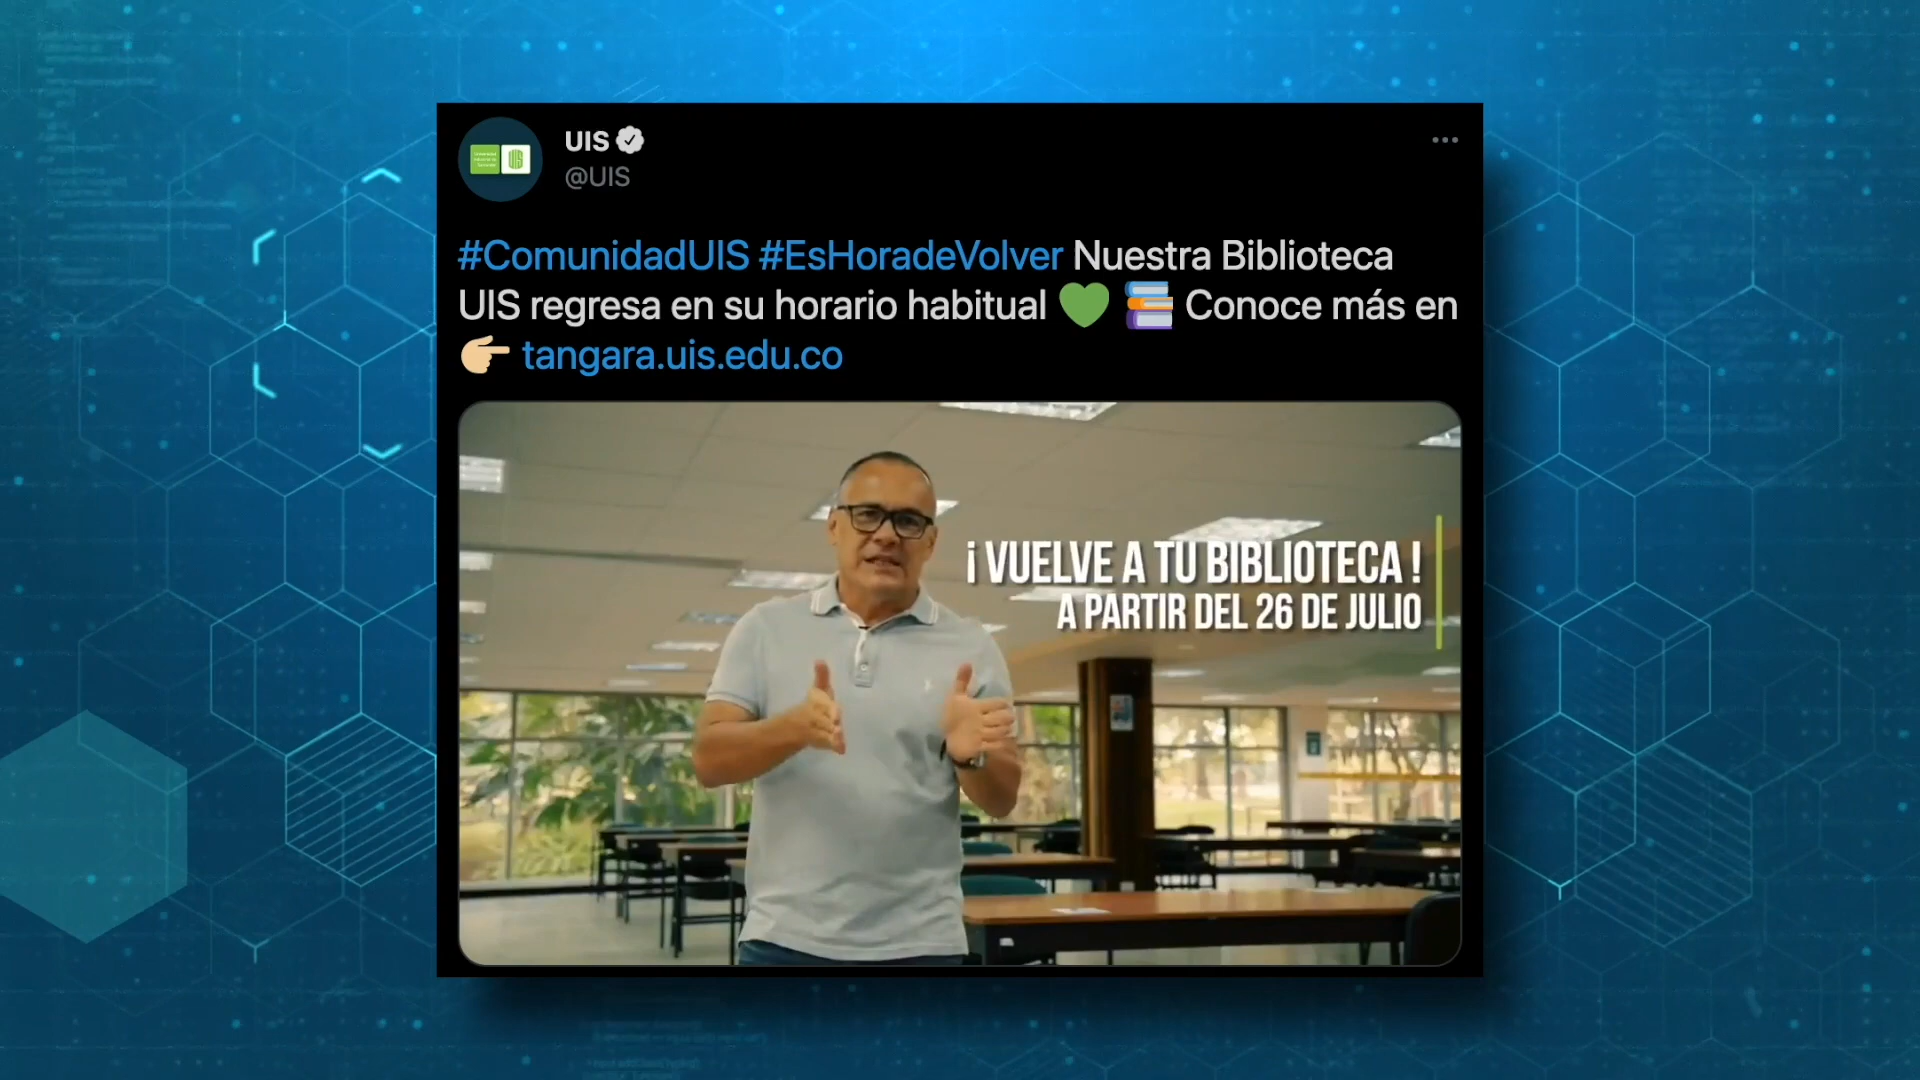 UIS
@UIS
#ComunidadUIS #EsHoradeVolver Nuestra Biblioteca
UIS regresa en su horario habitual 💚 📚 Conoce más en
👉🏼 tangara.uis.edu.co
¡ VUELVE A TU BIBLIOTECA !
A PARTIR DEL 26 DE JULIO